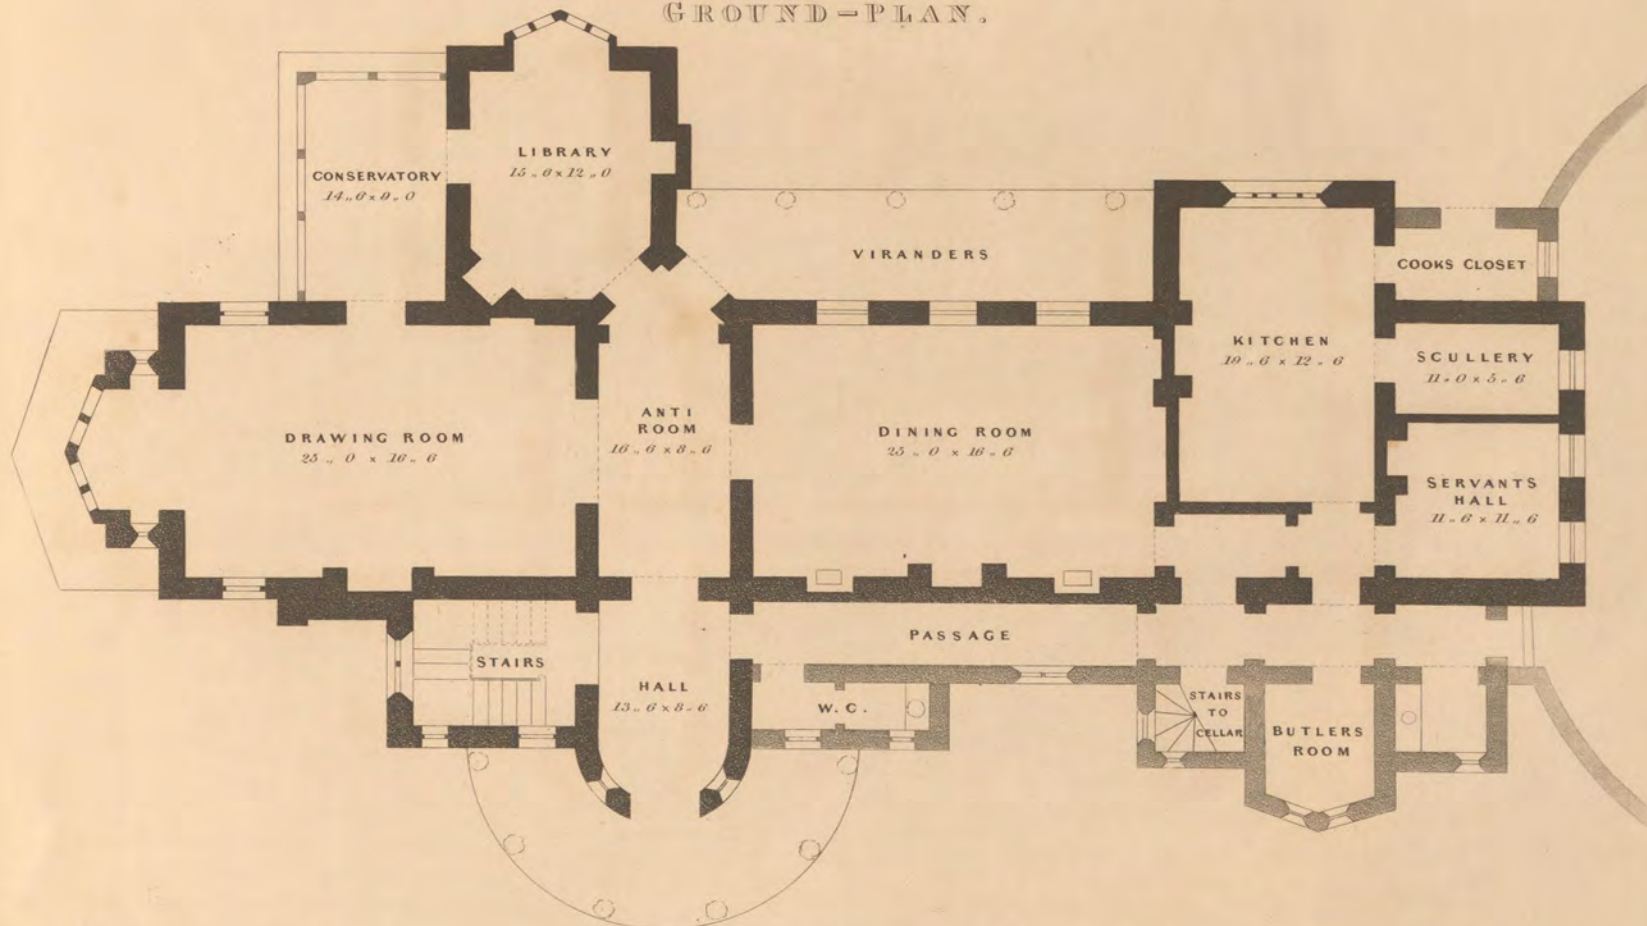 GROUND-PLAN.
LIBRARY
15„6 x 12„0
CONSERVATORY
14„6 x 9„0
VIRANDERS
COOKS CLOSET
KITCHEN
19„6 x 12„6
SCULLERY
11„0 x 5„6
ANTI
ROOM
16„6 x 8„6
DRAWING ROOM
25„0 x 16„6
DINING ROOM
25„0 x 16„6
SERVANTS
HALL
11„6 x 11„6
PASSAGE
STAIRS
HALL
13„6 x 8„6
W.C.
STAIRS
TO
CELLAR
BUTLERS
ROOM